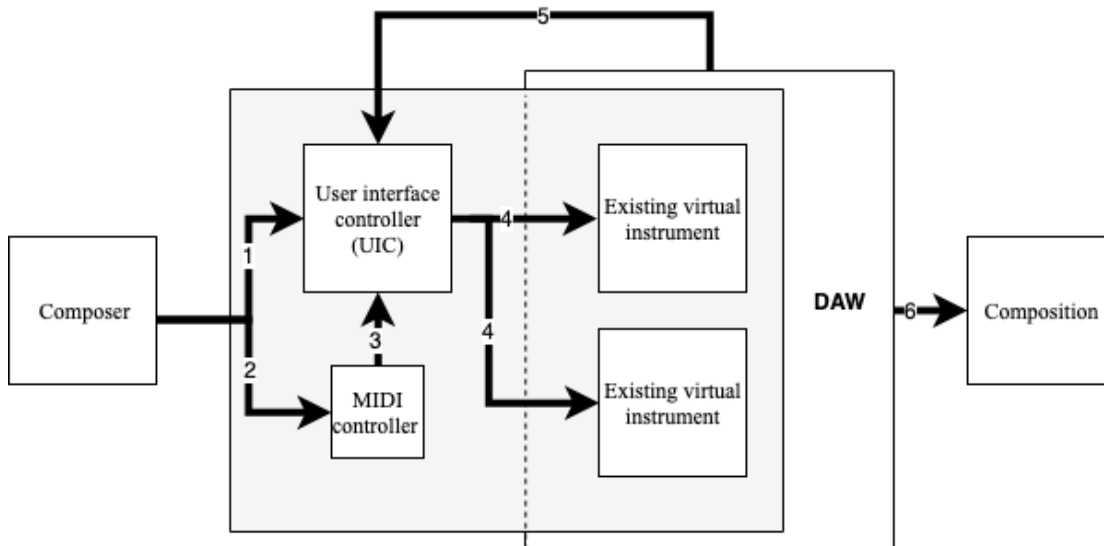 5
User interface
controller
(UIC)
4
Existing virtual
instrument
1
Composer
DAW
6
Composition
3
4
2
MIDI
controller
Existing virtual
instrument